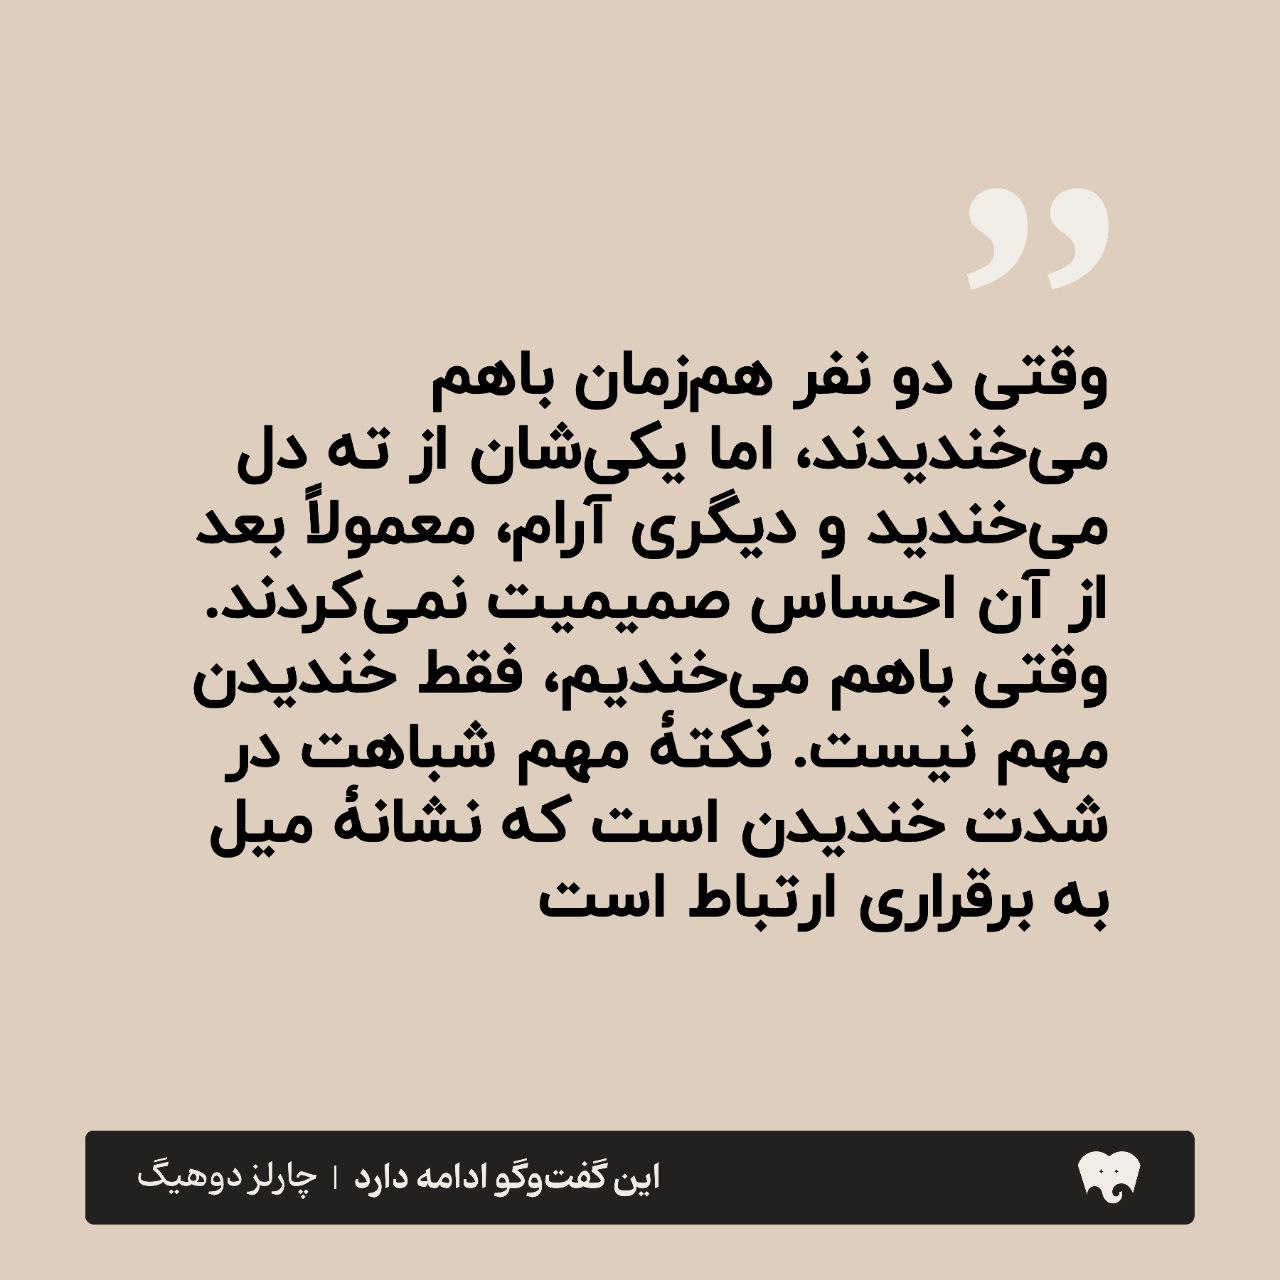 ”
وقتی دو نفر هم‌زمان باهم
می‌خندیدند، اما یکی‌شان از ته دل
می‌خندید و دیگری آرام، معمولاً بعد
از آن احساس صمیمیت نمی‌کردند.
وقتی باهم می‌خندیم، فقط خندیدن
مهم نیست. نکتهٔ مهم شباهت در
شدت خندیدن است که نشانهٔ میل
به برقراری ارتباط است
این گفت‌وگو ادامه دارد | چارلز دوهیگ